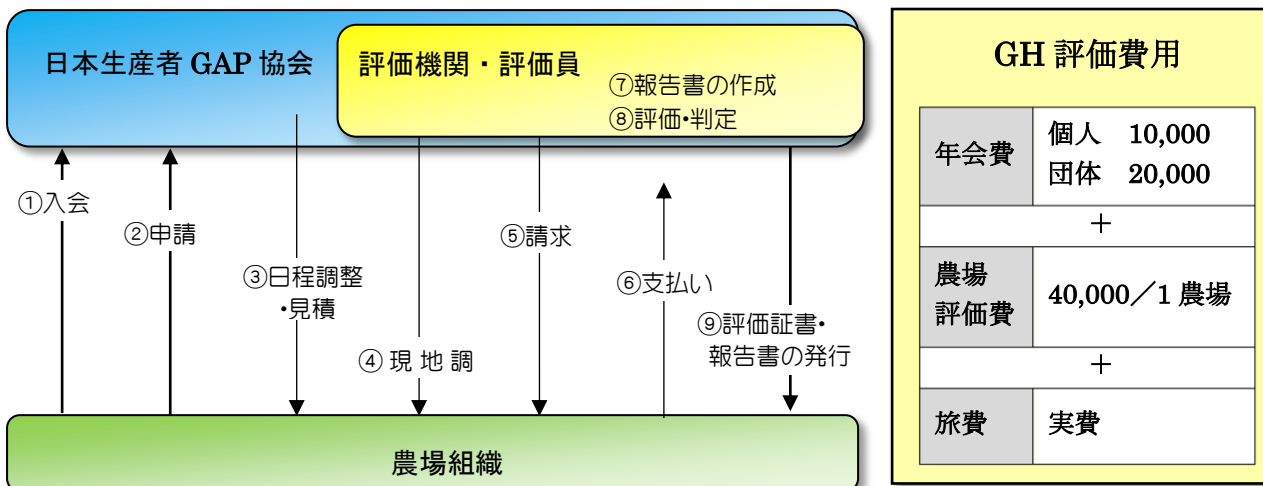 日本生産者 GAP 協会
評価機関・評価員
⑦報告書の作成
⑧評価・判定
①入会
②申請
③日程調整
・見積
④ 現 地 調
⑤請求
⑥支払い
⑨評価証書・
報告書の発行
農場組織
GH 評価費用
年会費
個人 10,000
団体 20,000
＋
農場
評価費
40,000／1 農場
＋
旅費
実費